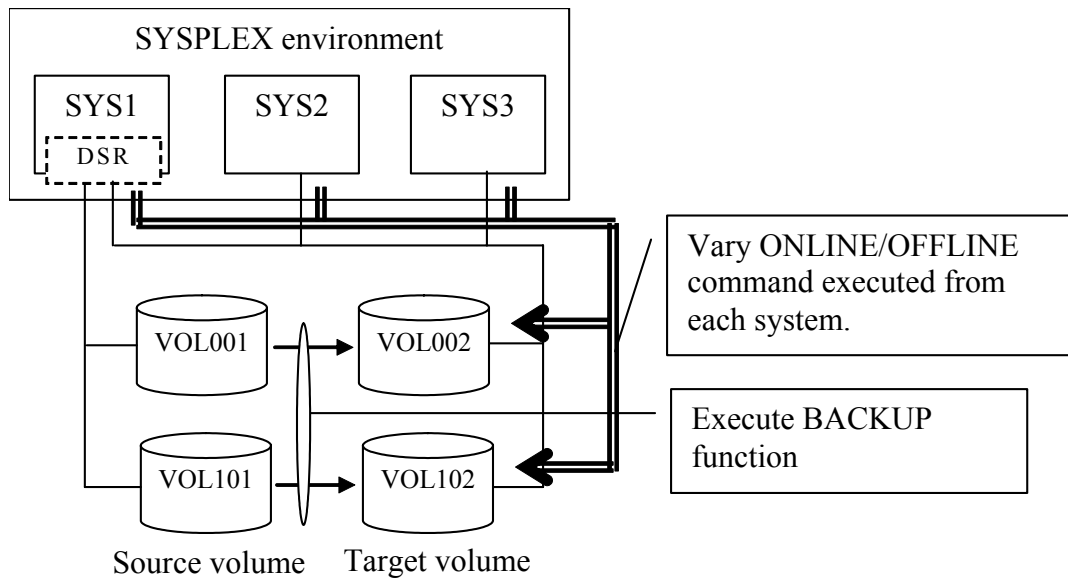 SYSPLEX environment
SYS1
SYS2
SYS3
DSR
Vary ONLINE/OFFLINE
command executed from
each system.
VOL001
VOL002
Execute BACKUP
function
VOL101
VOL102
Source volume
Target volume